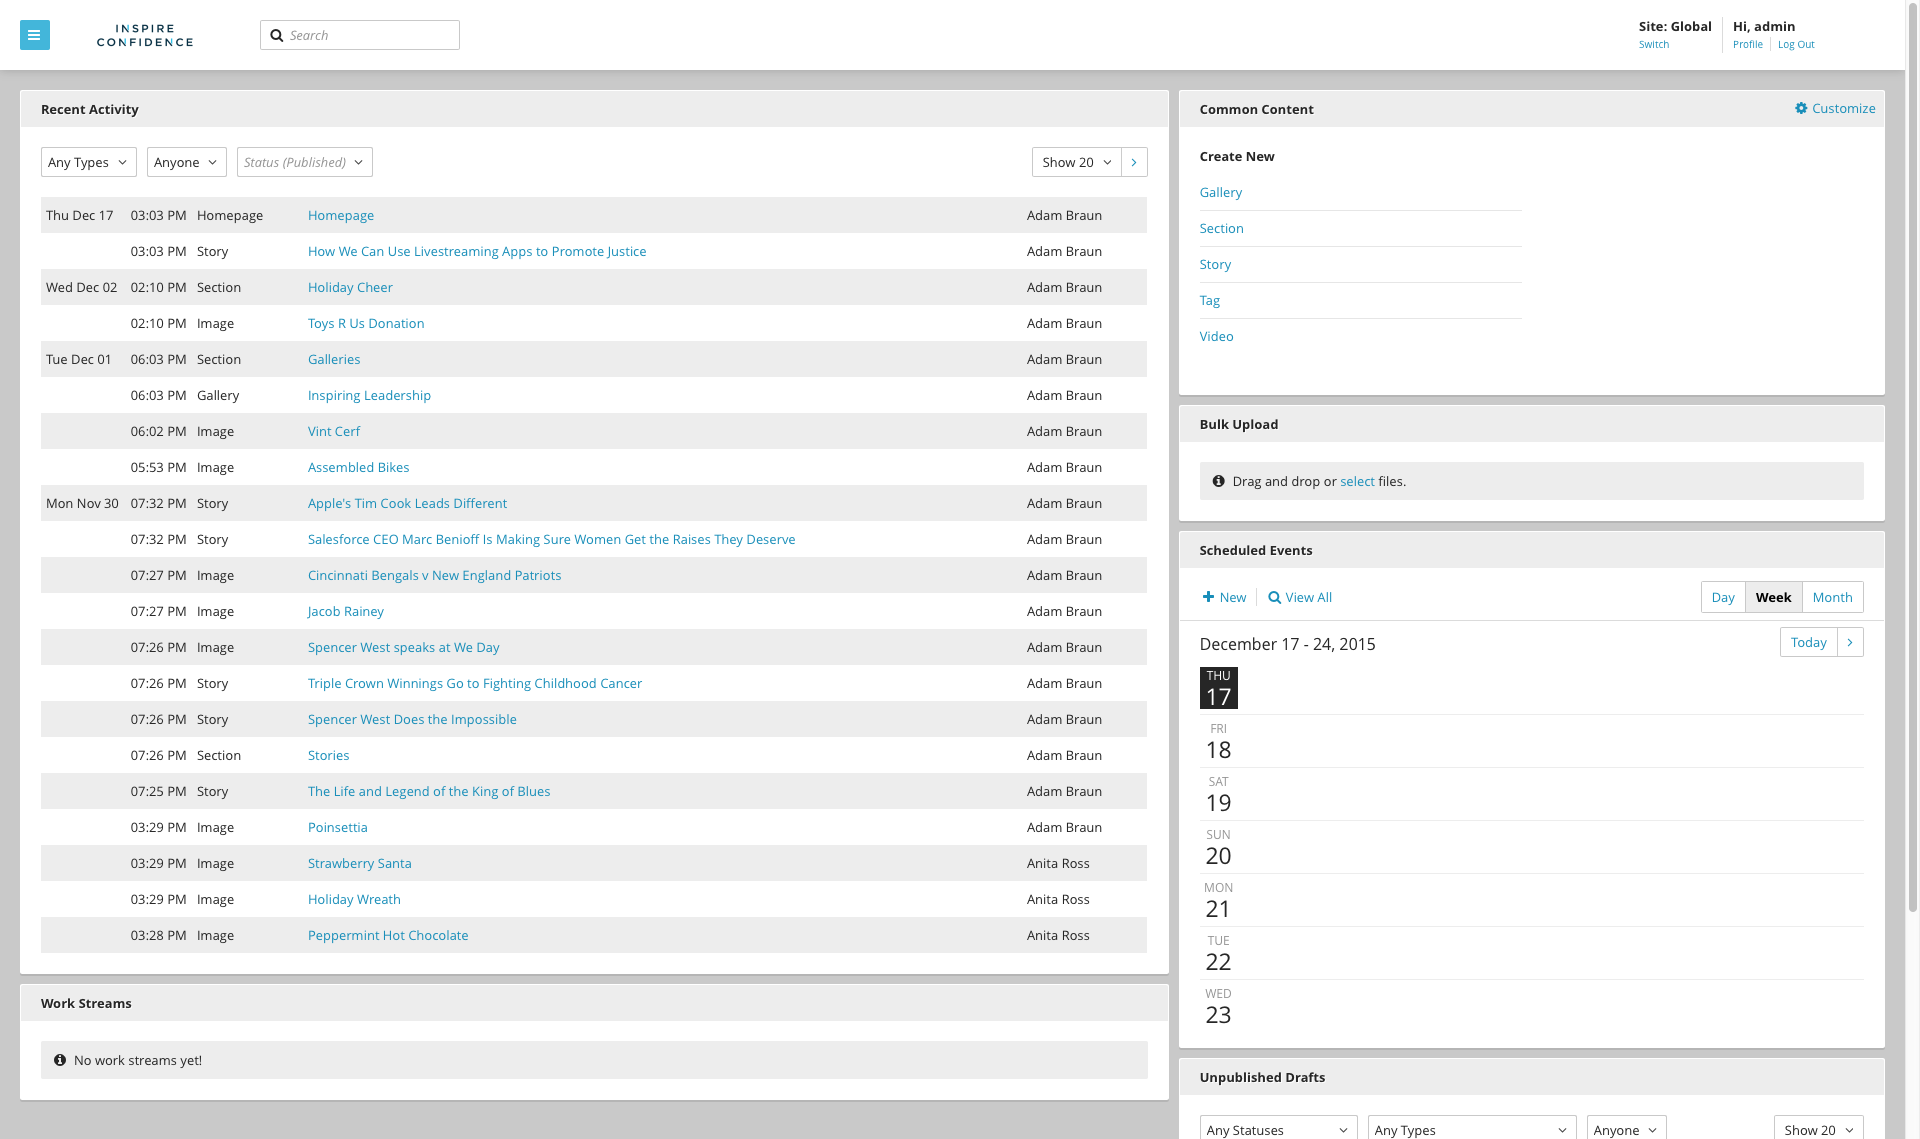 INSPIRE
CONFIDENCE
Search
Site: Global
Switch
Hi, admin
Profile Log Out
Recent Activity
Any Types Anyone Status (Published) Show 20
Thu Dec 17 03:03 PM Homepage Homepage Adam Braun
03:03 PM Story How We Can Use Livestreaming Apps to Promote Justice Adam Braun
Wed Dec 02 02:10 PM Section Holiday Cheer Adam Braun
02:10 PM Image Toys R Us Donation Adam Braun
Tue Dec 01 06:03 PM Section Galleries Adam Braun
06:03 PM Gallery Inspiring Leadership Adam Braun
06:02 PM Image Vint Cerf Adam Braun
05:53 PM Image Assembled Bikes Adam Braun
Mon Nov 30 07:32 PM Story Apple's Tim Cook Leads Different Adam Braun
07:32 PM Story Salesforce CEO Marc Benioff Is Making Sure Women Get the Raises They Deserve Adam Braun
07:27 PM Image Cincinnati Bengals v New England Patriots Adam Braun
07:27 PM Image Jacob Rainey Adam Braun
07:26 PM Image Spencer West speaks at We Day Adam Braun
07:26 PM Story Triple Crown Winnings Go to Fighting Childhood Cancer Adam Braun
07:26 PM Story Spencer West Does the Impossible Adam Braun
07:26 PM Section Stories Adam Braun
07:25 PM Story The Life and Legend of the King of Blues Adam Braun
03:29 PM Image Poinsettia Adam Braun
03:29 PM Image Strawberry Santa Anita Ross
03:29 PM Image Holiday Wreath Anita Ross
03:28 PM Image Peppermint Hot Chocolate Anita Ross
Work Streams
No work streams yet!
Common Content Customize
Create New
Gallery
Section
Story
Tag
Video
Bulk Upload
Drag and drop or select files.
Scheduled Events
New View All Day Week Month
December 17 - 24, 2015 Today
THU
17
FRI
18
SAT
19
SUN
20
MON
21
TUE
22
WED
23
Unpublished Drafts
Any Statuses Any Types Anyone Show 20